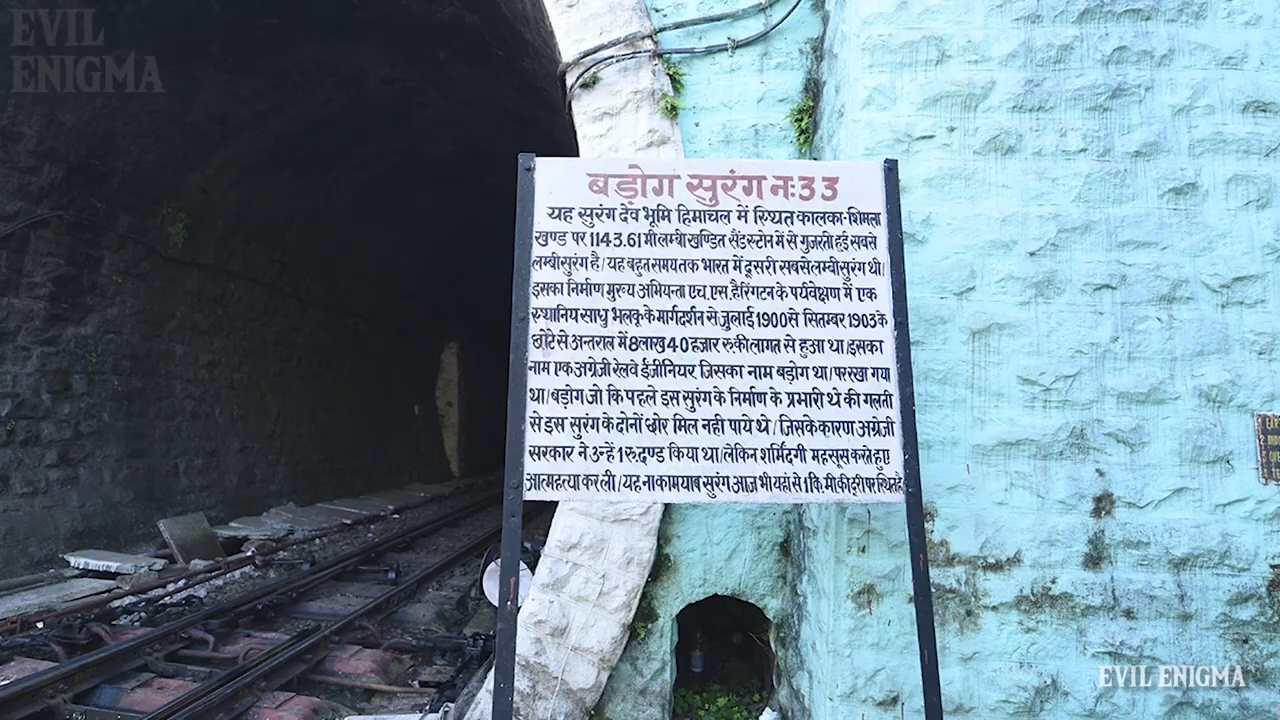 EVIL
ENIGMA
बड़ोग सुरंग नः33
यह सुरंग देव भूमि हिमाचल में स्थित कालका-शिमला
खण्ड पर 1143.61 मी लम्बी खण्डित सैंडस्टोन में से गुजरती हुई सबसे
लम्बी सुरंग है। यह बहुत समय तक भारत में दूसरी सबसे लम्बी सुरंग थी।
इसका निर्माण मुख्य अभियन्ता एच.एस.हैरिंगटन के पर्यवेक्षण में एक
स्थानिय साधु भलकू के मार्गदर्शन से जुलाई 1900 से सितम्बर 1903 के
छोटे से अन्तराल में 8 लाख 40 हज़ार रु.की लागत से हुआ था।इसका
नाम एक अंग्रेजी रेलवे ईंजीनियर जिसका नाम बड़ोग था।पर रखा गया
था। बड़ोग जो कि पहले इस सुरंग के निर्माण के प्रभारी थे की गलती
से इस सुरंग के दोनों छोर मिल नही पाये थे। जिसके कारण अंग्रेजी
सरकार ने उन्हें 1 रु.दण्ड किया था।लेकिन शर्मिंदगी महसूस करते हुए
आत्महत्या कर ली। यह नाकामयाब सुरंग आज भी यहां से 1 कि.मी.की दूरी पर स्थित है
EVIL ENIGMA